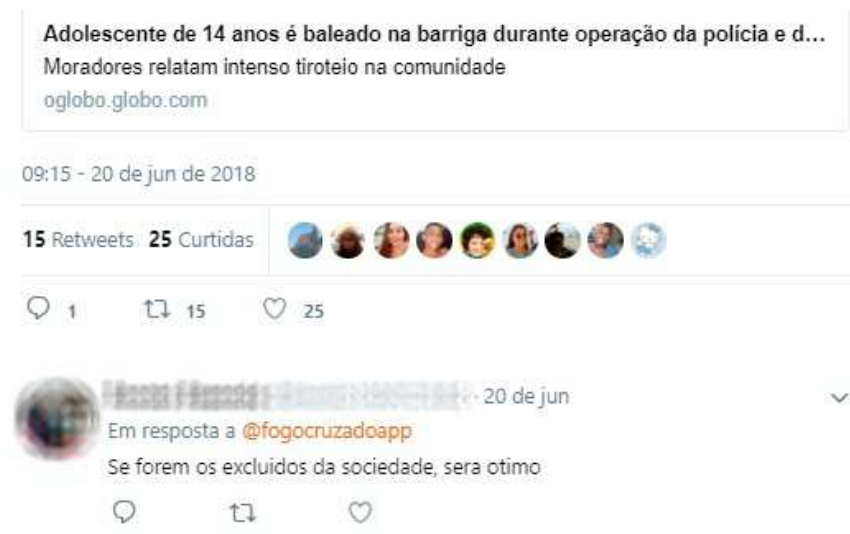 Adolescente de 14 anos é baleado na barriga durante operação da polícia e d...
Moradores relatam intenso tiroteio na comunidade
oglobo.globo.com
09:15 - 20 de jun de 2018
15 Retweets 25 Curtidas
1 15 25
· 20 de jun
Em resposta a @fogocruzadoapp
Se forem os excluidos da sociedade, sera otimo